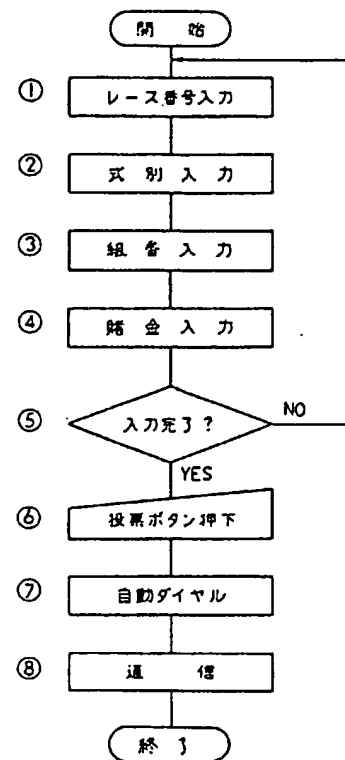 開始
① レース番号入力
② 式別入力
③ 組番入力
④ 賭金入力
⑤ 入力完了? NO
YES
⑥ 投票ボタン押下
⑦ 自動ダイヤル
⑧ 通信
終了